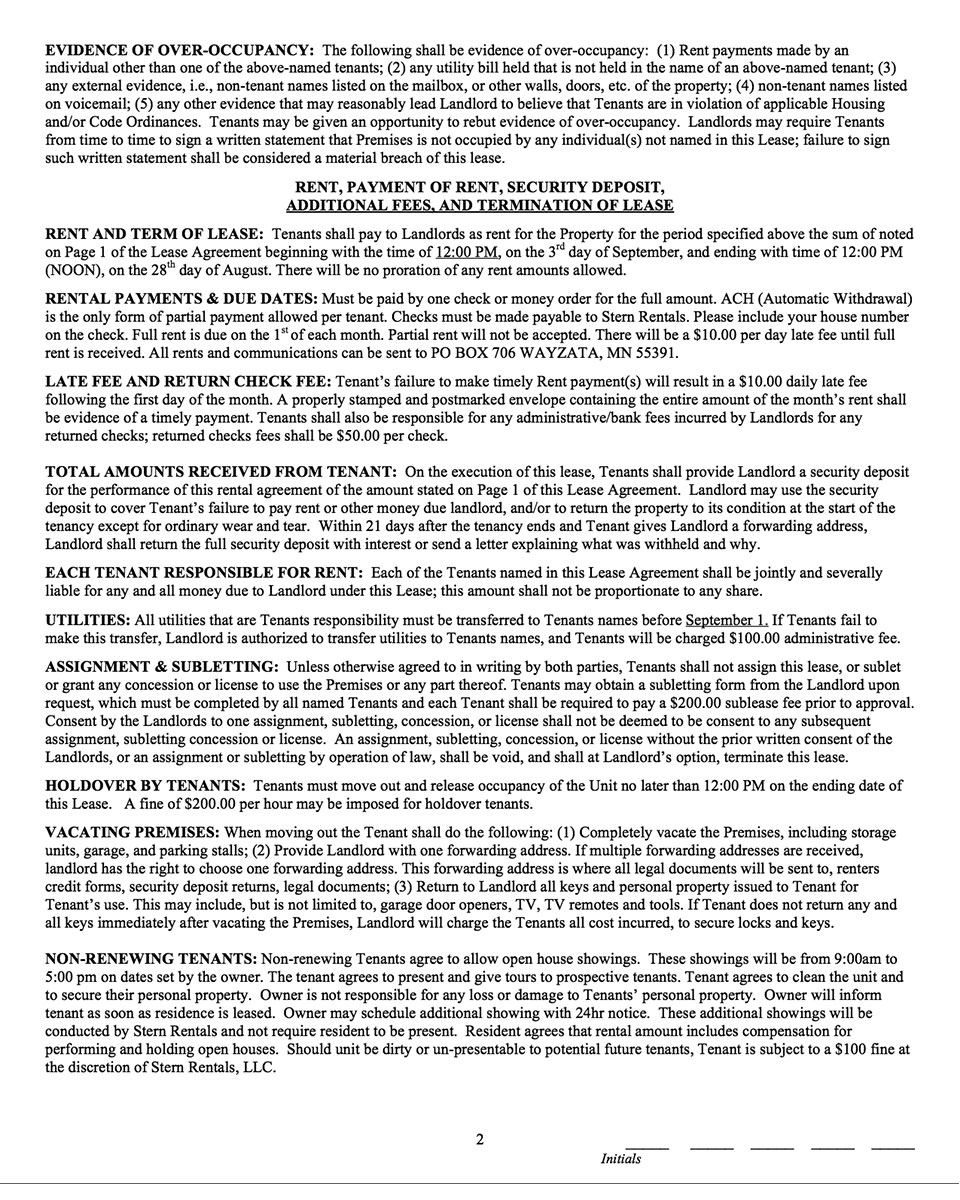 EVIDENCE OF OVER-OCCUPANCY: The following shall be evidence of over-occupancy: (1) Rent payments made by an
individual other than one of the above-named tenants; (2) any utility bill held that is not held in the name of an above-named tenant; (3)
any external evidence, i.e., non-tenant names listed on the mailbox, or other walls, doors, etc. of the property; (4) non-tenant names listed
on voicemail; (5) any other evidence that may reasonably lead Landlord to believe that Tenants are in violation of applicable Housing
and/or Code Ordinances. Tenants may be given an opportunity to rebut evidence of over-occupancy. Landlords may require Tenants
from time to time to sign a written statement that Premises is not occupied by any individual(s) not named in this Lease; failure to sign
such written statement shall be considered a material breach of this lease.
RENT, PAYMENT OF RENT, SECURITY DEPOSIT,
ADDITIONAL FEES, AND TERMINATION OF LEASE
RENT AND TERM OF LEASE: Tenants shall pay to Landlords as rent for the Property for the period specified above the sum of noted
on Page 1 of the Lease Agreement beginning with the time of 12:00 PM, on the 3rd day of September, and ending with time of 12:00 PM
(NOON), on the 28th day of August. There will be no proration of any rent amounts allowed.
RENTAL PAYMENTS & DUE DATES: Must be paid by one check or money order for the full amount. ACH (Automatic Withdrawal)
is the only form of partial payment allowed per tenant. Checks must be made payable to Stern Rentals. Please include your house number
on the check. Full rent is due on the 1st of each month. Partial rent will not be accepted. There will be a $10.00 per day late fee until full
rent is received. All rents and communications can be sent to PO BOX 706 WAYZATA, MN 55391.
LATE FEE AND RETURN CHECK FEE: Tenant's failure to make timely Rent payment(s) will result in a $10.00 daily late fee
following the first day of the month. A properly stamped and postmarked envelope containing the entire amount of the month's rent shall
be evidence of a timely payment. Tenants shall also be responsible for any administrative/bank fees incurred by Landlords for any
returned checks; returned checks fees shall be $50.00 per check.
TOTAL AMOUNTS RECEIVED FROM TENANT: On the execution of this lease, Tenants shall provide Landlord a security deposit
for the performance of this rental agreement of the amount stated on Page 1 of this Lease Agreement. Landlord may use the security
deposit to cover Tenant's failure to pay rent or other money due landlord, and/or to return the property to its condition at the start of the
tenancy except for ordinary wear and tear. Within 21 days after the tenancy ends and Tenant gives Landlord a forwarding address,
Landlord shall return the full security deposit with interest or send a letter explaining what was withheld and why.
EACH TENANT RESPONSIBLE FOR RENT: Each of the Tenants named in this Lease Agreement shall be jointly and severally
liable for any and all money due to Landlord under this Lease; this amount shall not be proportionate to any share.
UTILITIES: All utilities that are Tenants responsibility must be transferred to Tenants names before September 1. If Tenants fail to
make this transfer, Landlord is authorized to transfer utilities to Tenants names, and Tenants will be charged $100.00 administrative fee.
ASSIGNMENT & SUBLETTING: Unless otherwise agreed to in writing by both parties, Tenants shall not assign this lease, or sublet
or grant any concession or license to use the Premises or any part thereof. Tenants may obtain a subletting form from the Landlord upon
request, which must be completed by all named Tenants and each Tenant shall be required to pay a $200.00 sublease fee prior to approval.
Consent by the Landlords to one assignment, subletting, concession, or license shall not be deemed to be consent to any subsequent
assignment, subletting concession or license. An assignment, subletting, concession, or license without the prior written consent of the
Landlords, or an assignment or subletting by operation of law, shall be void, and shall at Landlord's option, terminate this lease.
HOLDOVER BY TENANTS: Tenants must move out and release occupancy of the Unit no later than 12:00 PM on the ending date of
this Lease. A fine of $200.00 per hour may be imposed for holdover tenants.
VACATING PREMISES: When moving out the Tenant shall do the following: (1) Completely vacate the Premises, including storage
units, garage, and parking stalls; (2) Provide Landlord with one forwarding address. If multiple forwarding addresses are received,
landlord has the right to choose one forwarding address. This forwarding address is where all legal documents will be sent to, renters
credit forms, security deposit returns, legal documents; (3) Return to Landlord all keys and personal property issued to Tenant for
Tenant's use. This may include, but is not limited to, garage door openers, TV, TV remotes and tools. If Tenant does not return any and
all keys immediately after vacating the Premises, Landlord will charge the Tenants all cost incurred, to secure locks and keys.
NON-RENEWING TENANTS: Non-renewing Tenants agree to allow open house showings. These showings will be from 9:00am to
5:00 pm on dates set by the owner. The tenant agrees to present and give tours to prospective tenants. Tenant agrees to clean the unit and
to secure their personal property. Owner is not responsible for any loss or damage to Tenants' personal property. Owner will inform
tenant as soon as residence is leased. Owner may schedule additional showing with 24hr notice. These additional showings will be
conducted by Stern Rentals and not require resident to be present. Resident agrees that rental amount includes compensation for
performing and holding open houses. Should unit be dirty or un-presentable to potential future tenants, Tenant is subject to a $100 fine at
the discretion of Stern Rentals, LLC.
2
Initials